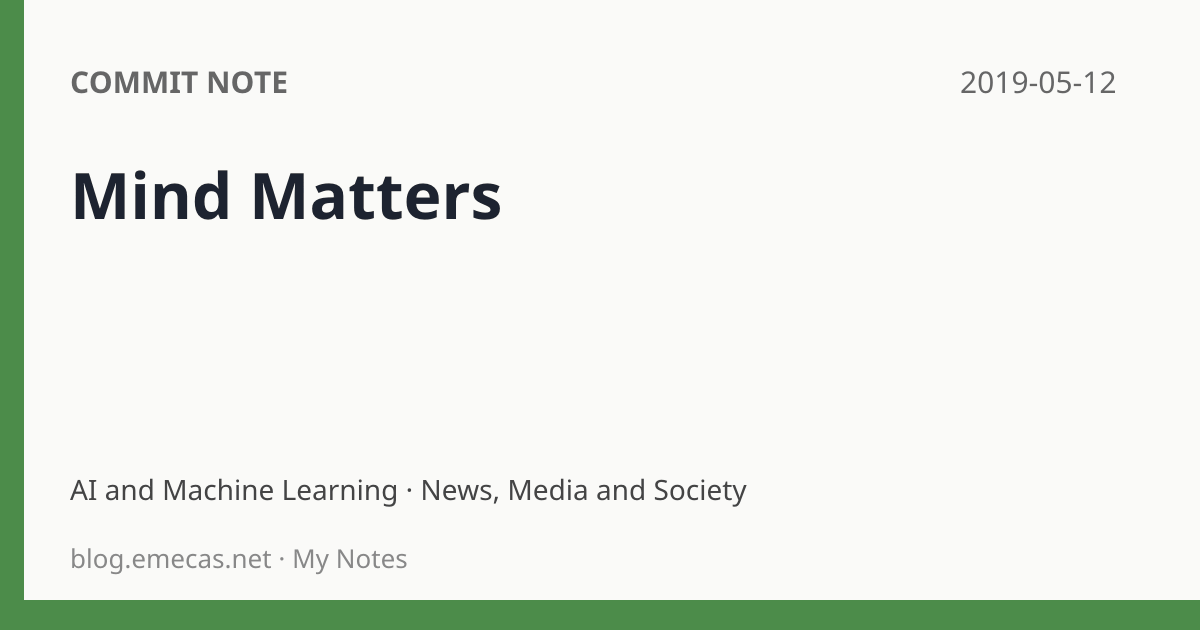 COMMIT NOTE
2019-05-12
Mind Matters
AI and Machine Learning · News, Media and Society
blog.emecas.net · My Notes